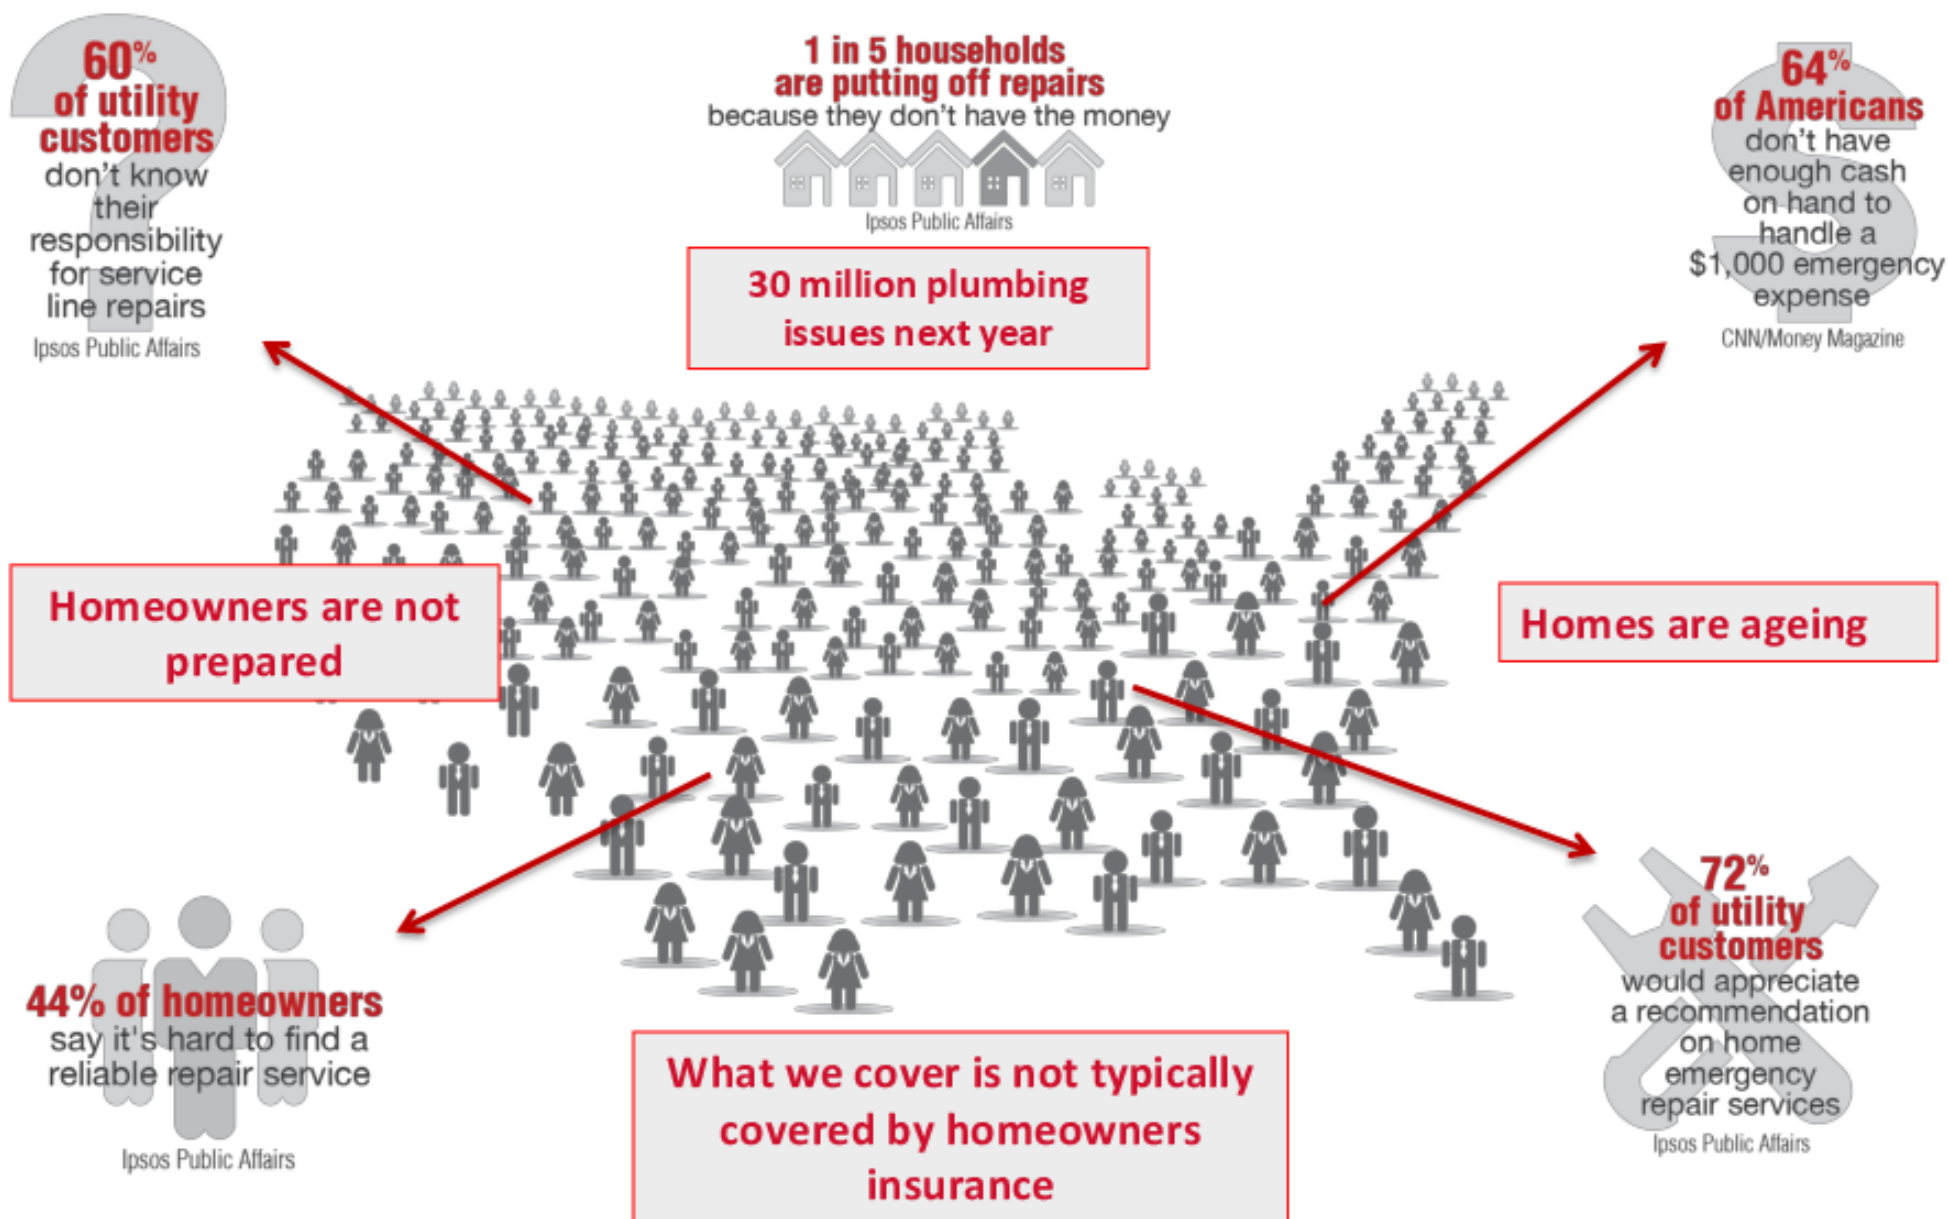 60%
of utility
customers
don't know
their
responsibility
for service
line repairs
Ipsos Public Affairs
1 in 5 households
are putting off repairs
because they don't have the money
Ipsos Public Affairs
64%
of Americans
don't have
enough cash
on hand to
handle a
$1,000 emergency
expense
CNN/Money Magazine
30 million plumbing
issues next year
Homeowners are not
prepared
Homes are ageing
44% of homeowners
say it's hard to find a
reliable repair service
Ipsos Public Affairs
What we cover is not typically
covered by homeowners
insurance
72%
of utility
customers
would appreciate
a recommendation
on home
emergency
repair services
Ipsos Public Affairs